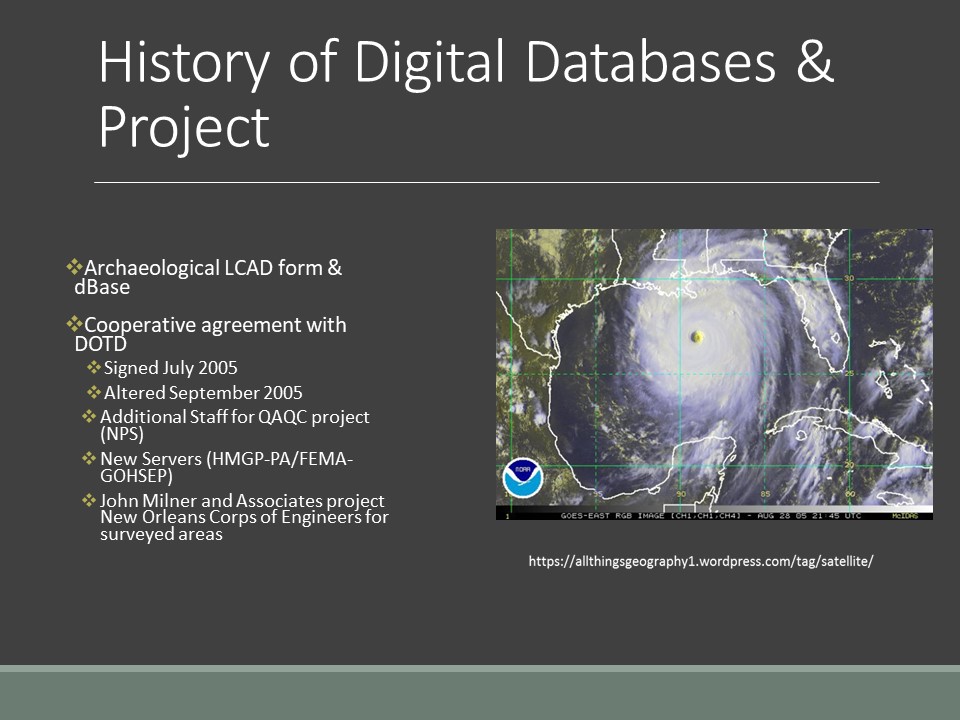 History of Digital Databases &
Project
❖Archaeological LCAD form &
dBase
❖Cooperative agreement with
DOTD
❖Signed July 2005
❖Altered September 2005
❖Additional Staff for QAQC project
(NPS)
❖New Servers (HMGP-PA/FEMA-
GOHSEP)
❖John Milner and Associates project
New Orleans Corps of Engineers for
surveyed areas
30
25
20
95
90
85
80
NOAA
1 GOES-EAST RGB IMAGE [CH1,CH1,CH4] - AUG 28 05 21:45 UTC McIDAS
https://allthingsgeography1.wordpress.com/tag/satellite/